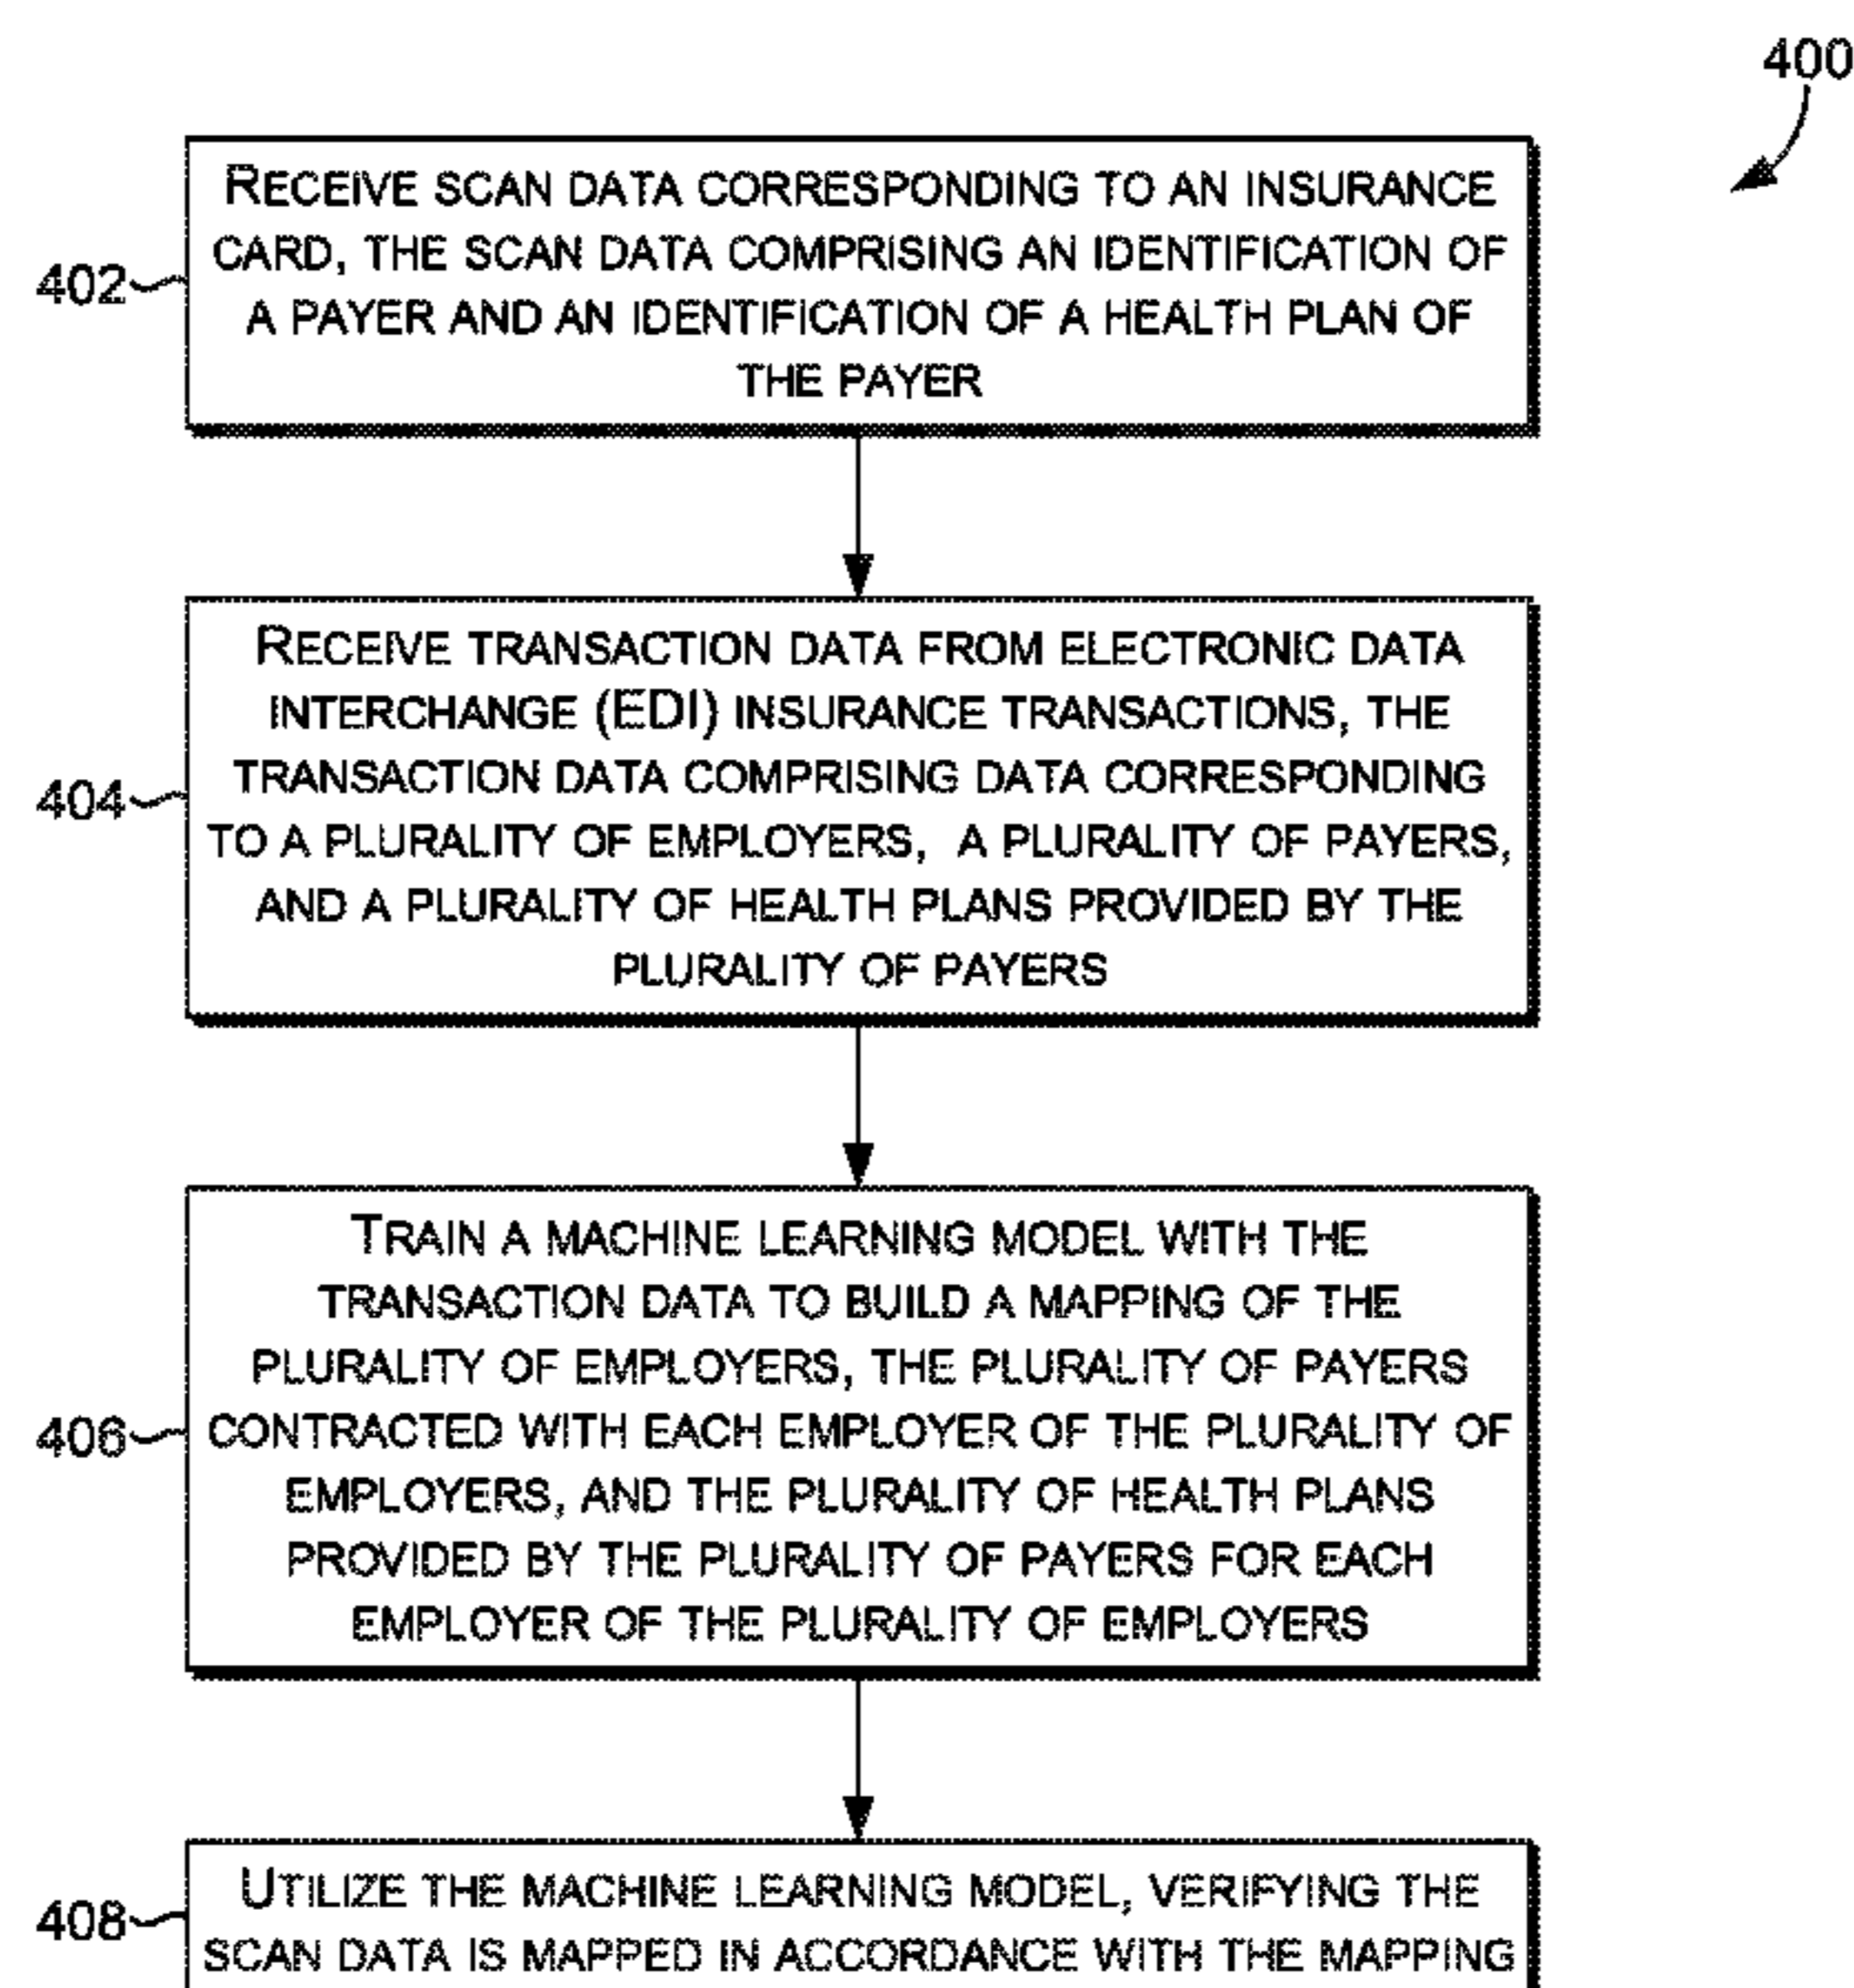 400
RECEIVE SCAN DATA CORRESPONDING TO AN INSURANCE
CARD, THE SCAN DATA COMPRISING AN IDENTIFICATION OF
A PAYER AND AN IDENTIFICATION OF A HEALTH PLAN OF
THE PAYER
402
RECEIVE TRANSACTION DATA FROM ELECTRONIC DATA
INTERCHANGE (EDI) INSURANCE TRANSACTIONS, THE
TRANSACTION DATA COMPRISING DATA CORRESPONDING
TO A PLURALITY OF EMPLOYERS, A PLURALITY OF PAYERS,
AND A PLURALITY OF HEALTH PLANS PROVIDED BY THE
PLURALITY OF PAYERS
404
TRAIN A MACHINE LEARNING MODEL WITH THE
TRANSACTION DATA TO BUILD A MAPPING OF THE
PLURALITY OF EMPLOYERS, THE PLURALITY OF PAYERS
CONTRACTED WITH EACH EMPLOYER OF THE PLURALITY OF
EMPLOYERS, AND THE PLURALITY OF HEALTH PLANS
PROVIDED BY THE PLURALITY OF PAYERS FOR EACH
EMPLOYER OF THE PLURALITY OF EMPLOYERS
406
UTILIZE THE MACHINE LEARNING MODEL, VERIFYING THE
SCAN DATA IS MAPPED IN ACCORDANCE WITH THE MAPPING
408